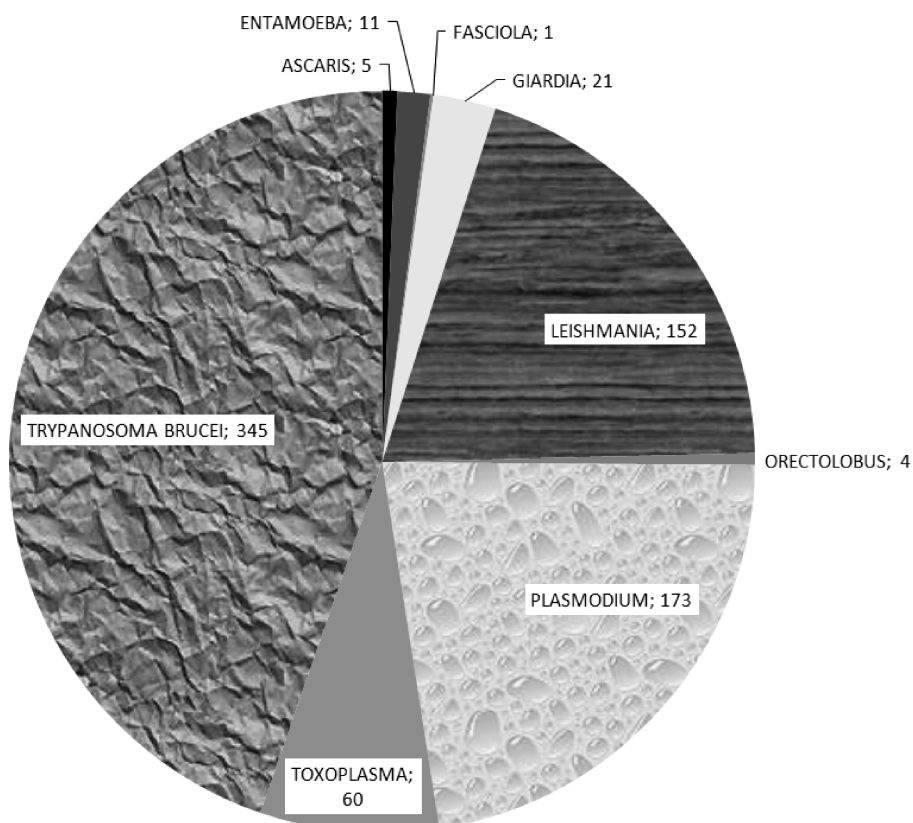 ENTAMOEBA; 11
FASCIOLA; 1
ASCARIS; 5
GIARDIA; 21
LEISHMANIA; 152
TRYPANOSOMA BRUCEI; 345
ORECTOLOBUS; 4
PLASMODIUM; 173
TOXOPLASMA;
60